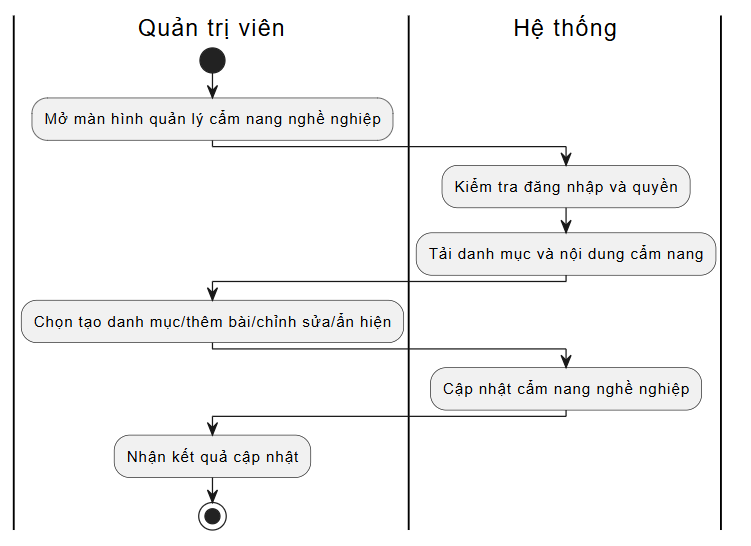 Quản trị viên
Hệ thống
Mở màn hình quản lý cẩm nang nghề nghiệp
Kiểm tra đăng nhập và quyền
Tải danh mục và nội dung cẩm nang
Chọn tạo danh mục/thêm bài/chỉnh sửa/ẩn hiện
Cập nhật cẩm nang nghề nghiệp
Nhận kết quả cập nhật